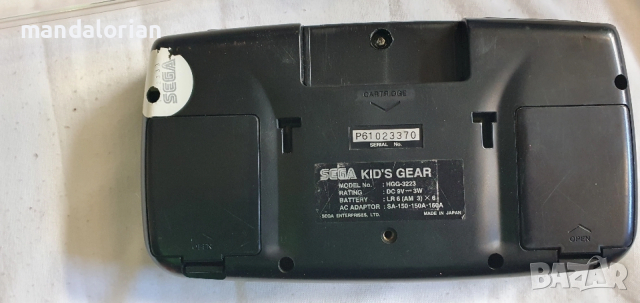 mandalorian
SEGA
CARTRIDGE
P61023370
SERIAL No.
SEGA KID'S GEAR
MODEL No. : HGG-3223
RATING : DC 9V⎓3W
BATTERY : LR 6 (AM 3) × 6
AC ADAPTOR : SA-150·150A·160A
SEGA ENTERPRISES, LTD. MADE IN JAPAN
OPEN
OPEN
bazar